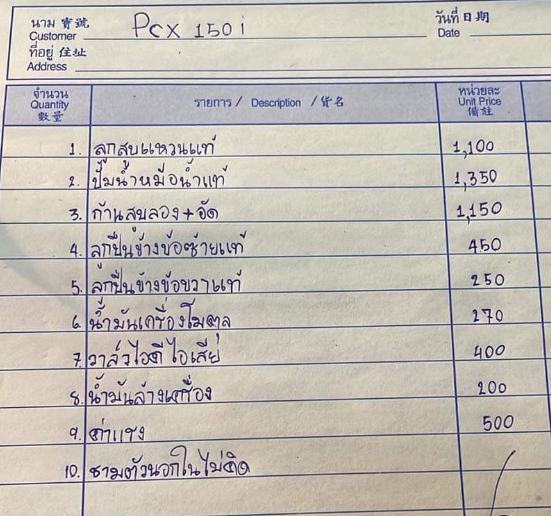 นาม 寶號 Customer Pcx 150 i วันที่ 日期 Date
ที่อยู่ 住址 Address
จำนวน Quantity 數量 รายการ / Description / 貨名 หน่วยละ Unit Price 備註
1. ลูกสูบแหวนแท้ 1,100
2. ปั๊มน้ำหม้อน้ำแท้ 1,350
3. ก้านสูบลอง+อัด 1,150
4. ลูกปืนข้างข้อซ้ายแท้ 450
5. ลูกปืนข้างข้อขวาแท้ 250
6. น้ำมันเครื่องโมตุล 270
7. วาล์วไอดีไอเสีย 400
8. น้ำมันล้างเครื่อง 200
9. ค่าแรง 500
10. ชามตัวนอกในไม่คิด